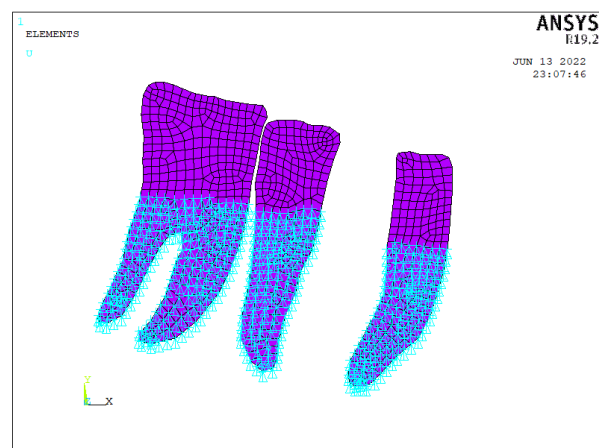 1
ELEMENTS
U
ANSYS
R19.2
JUN 13 2022
23:07:46
Y
Z
X